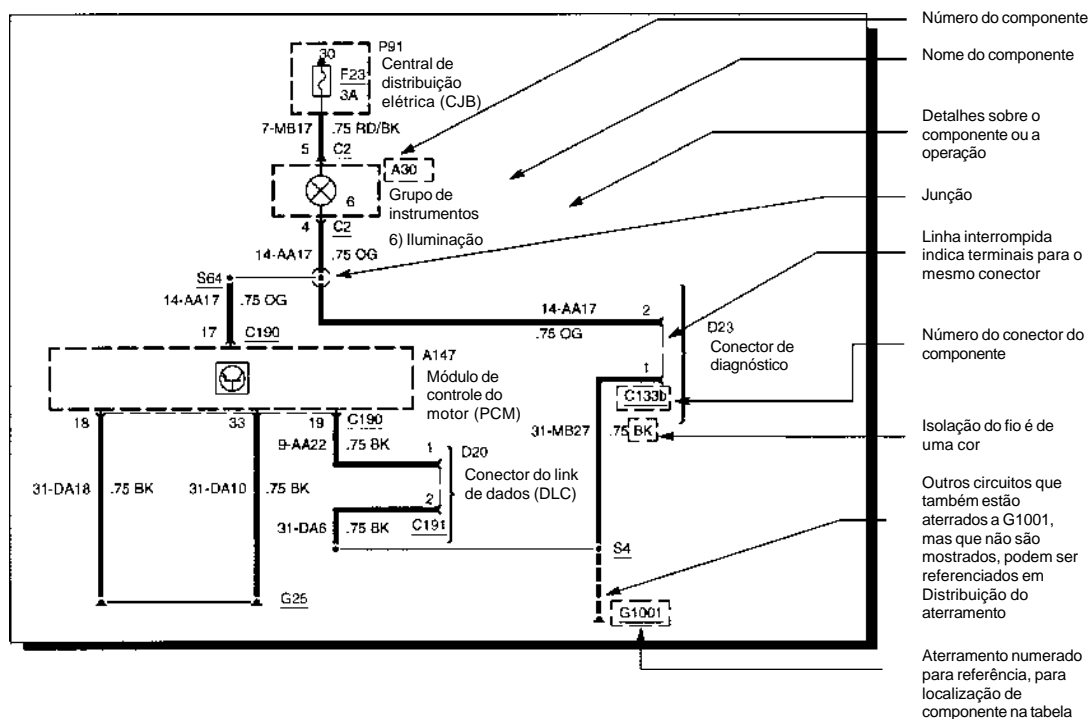 Número do componente
Nome do componente
Detalhes sobre o
componente ou a
operação
Junção
Linha interrompida
indica terminais para o
mesmo conector
Número do conector do
componente
Isolação do fio é de
uma cor
Outros circuitos que
também estão
aterrados a G1001,
mas que não são
mostrados, podem ser
referenciados em
Distribuição do
aterramento
Aterramento numerado
para referência, para
localização de
componente na tabela
30
F23
3A
P91
Central de
distribuição
elétrica (CJB)
7-MB17 .75 RD/BK
5 C2
A30
6
Grupo de
instrumentos
4 C2
6) Iluminação
14-AA17 .75 OG
S64
14-AA17 .75 OG
17 C190
14-AA17 2
.75 OG
D23
Conector de
diagnóstico
1
C133b
31-MB27 .75 BK
A147
Módulo de
controle do
motor (PCM)
18 33 19 C190
9-AA22 .75 BK
1 D20
Conector do link
de dados (DLC)
31-DA18 .75 BK 31-DA10 .75 BK
2
31-DA6 .75 BK C191
S4
G25
G1001